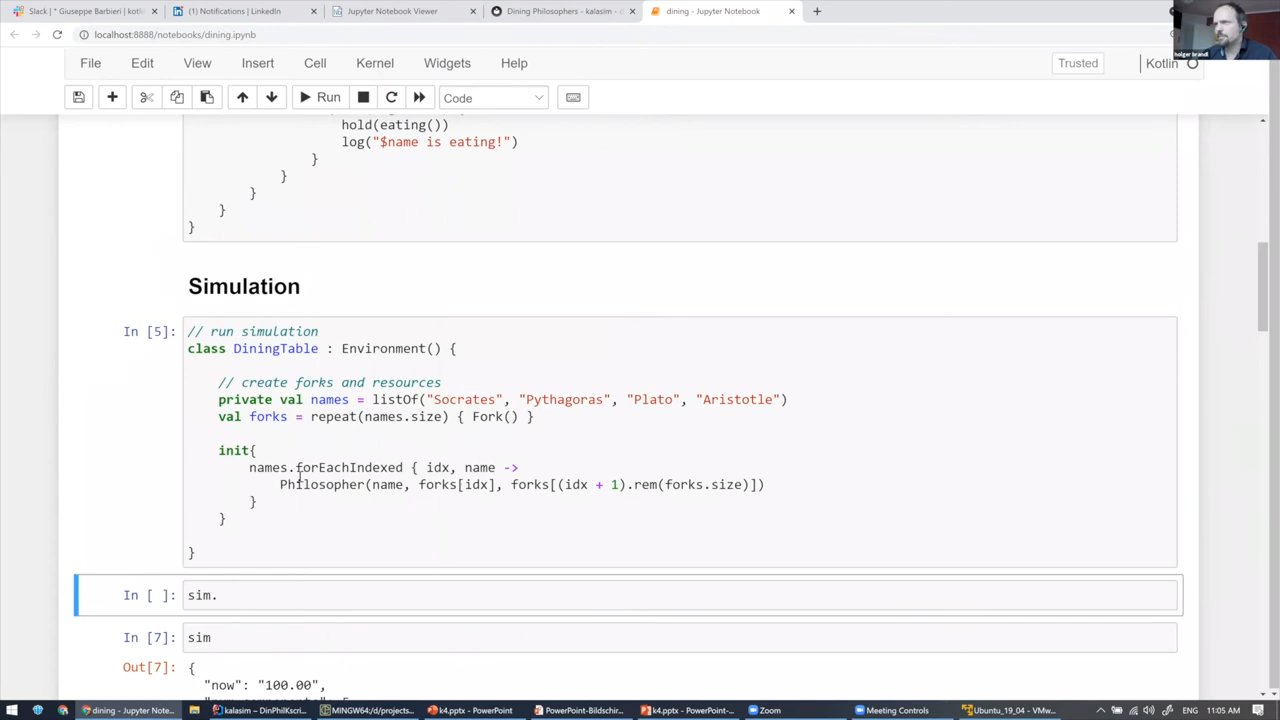 Slack | * Giuseppe Barbieri | kotl
(1) Notifications | LinkedIn
Jupyter Notebook Viewer
Dining Philosophers - kalasim - d
dining - Jupyter Notebook
localhost:8888/notebooks/dining.ipynb
holger brandl
File Edit View Insert Cell Kernel Widgets Help
Trusted
Kotlin
Run
Code
hold(eating())
log("$name is eating!")
}
}
}
}
}
Simulation
In [5]:
// run simulation
class DiningTable : Environment() {
// create forks and resources
private val names = listOf("Socrates", "Pythagoras", "Plato", "Aristotle")
val forks = repeat(names.size) { Fork() }
init{
names.forEachIndexed { idx, name ->
Philosopher(name, forks[idx], forks[(idx + 1).rem(forks.size)])
}
}
}
In [ ]: sim.
In [7]: sim
Out[7]: {
"now": "100.00",
dining - Jupyter Note...
kalasim – DinPhilKscri...
MINGW64:/d/projects...
k4.pptx - PowerPoint
PowerPoint-Bildschir...
k4.pptx - PowerPoint-...
Zoom
Meeting Controls
Ubuntu_19_04 - VMw...
11:05 AM